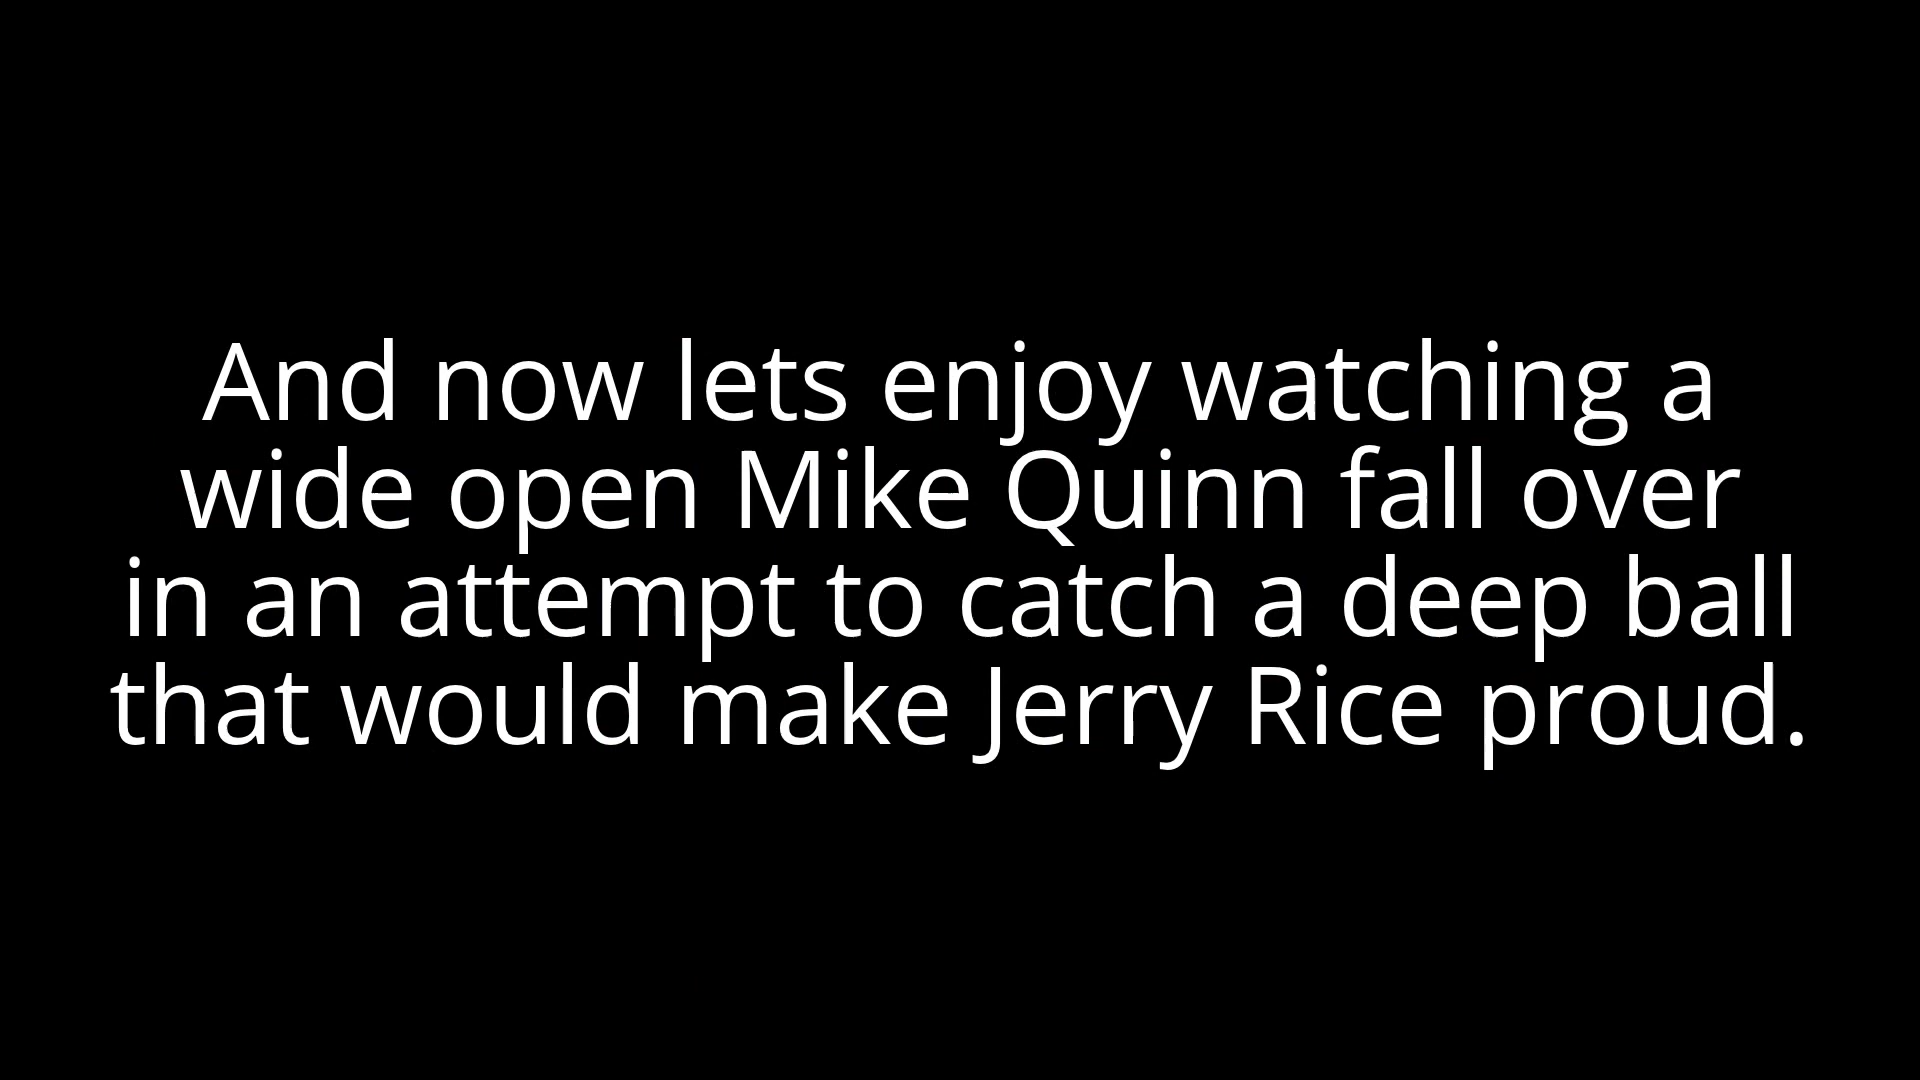 And now lets enjoy watching a
wide open Mike Quinn fall over
in an attempt to catch a deep ball
that would make Jerry Rice proud.